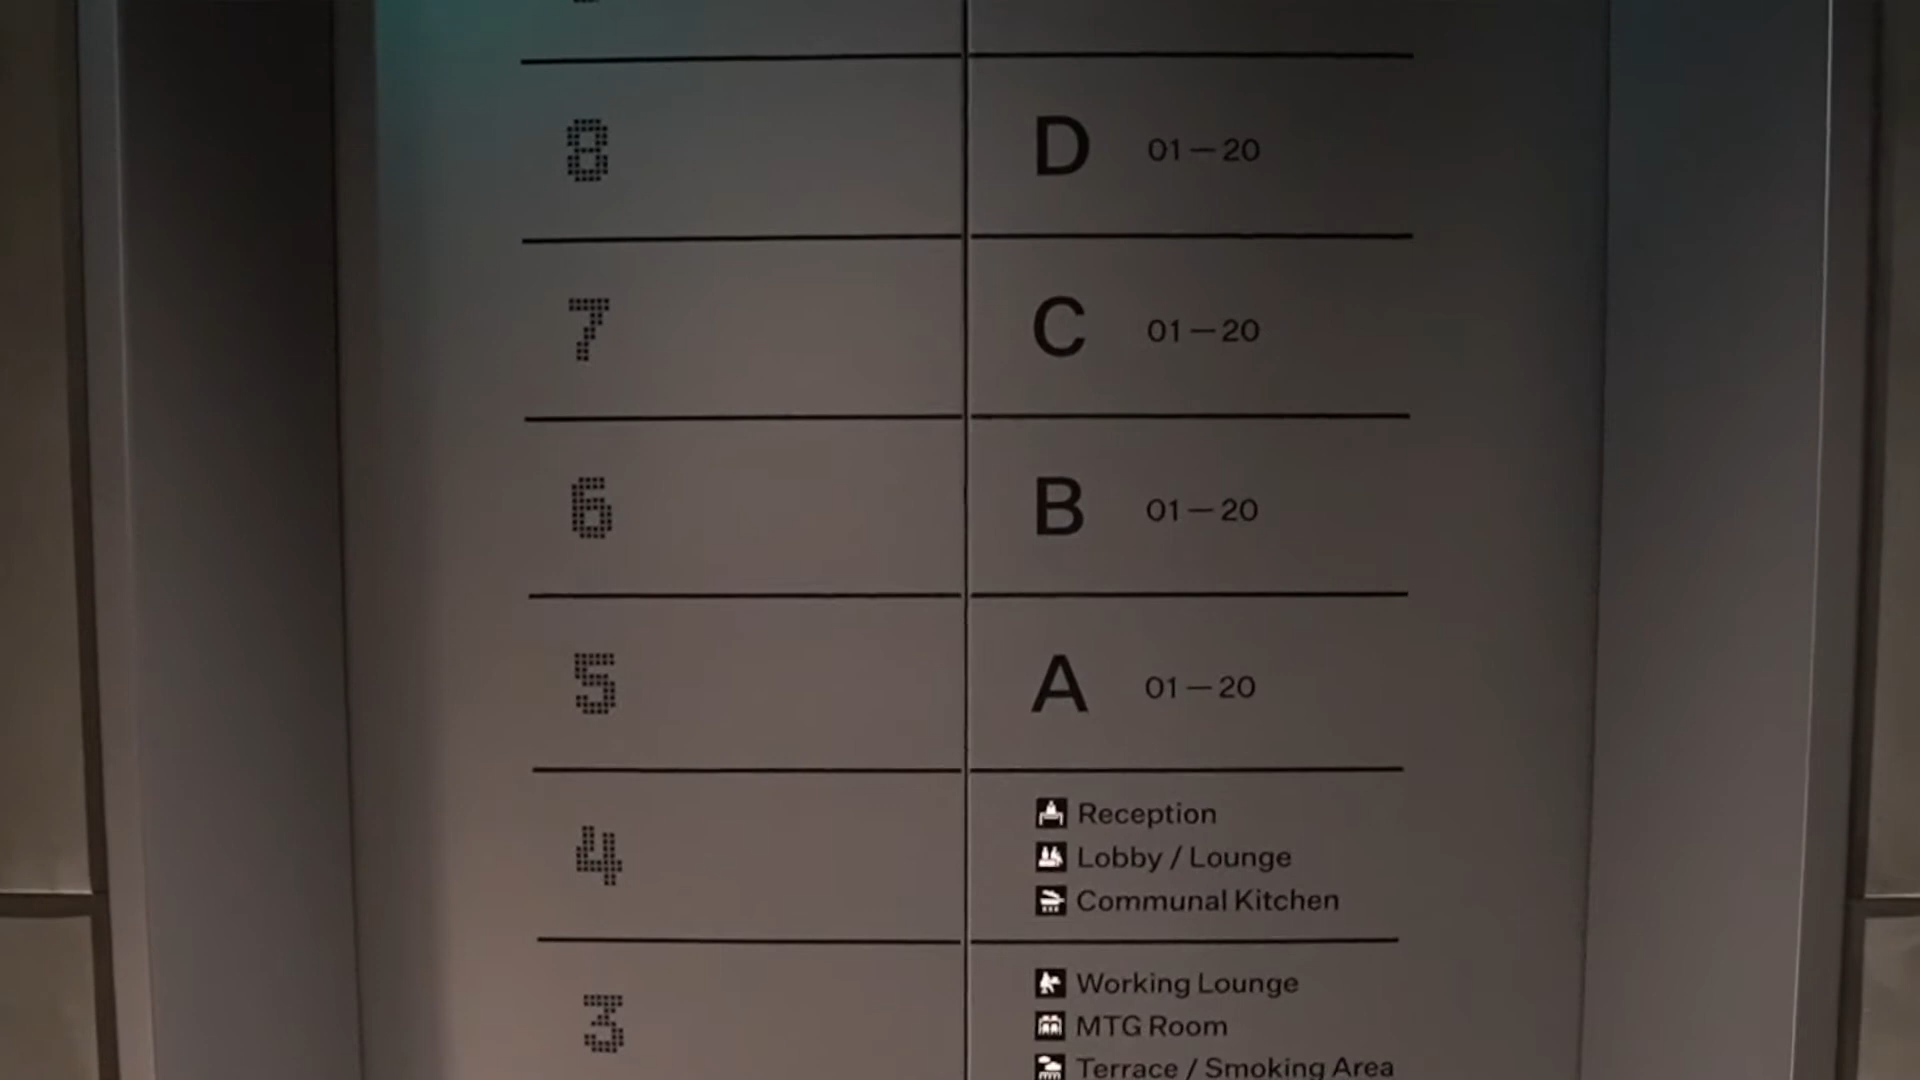 8 D 01—20
7 C 01—20
6 B 01—20
5 A 01—20
4 Reception
Lobby / Lounge
Communal Kitchen
3 Working Lounge
MTG Room
Terrace / Smoking Area